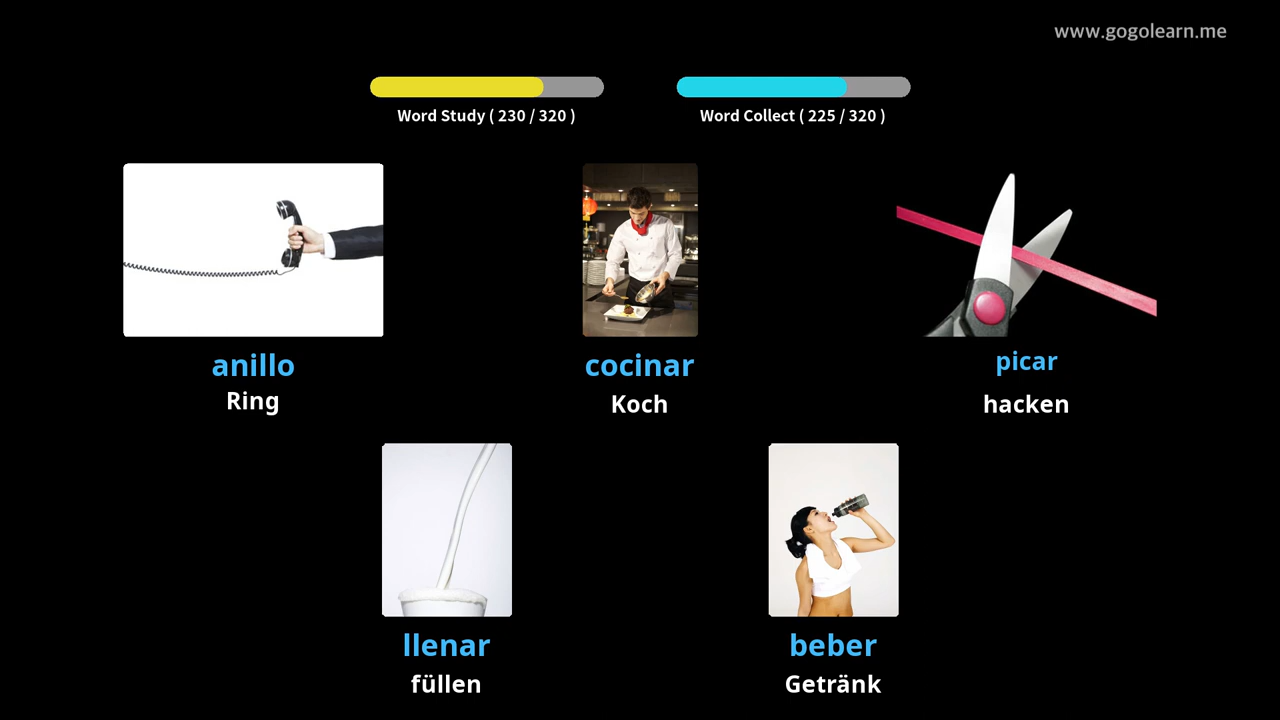 www.gogolearn.me
Word Study ( 230 / 320 )
Word Collect ( 225 / 320 )
anillo
Ring
cocinar
Koch
picar
hacken
llenar
füllen
beber
Getränk